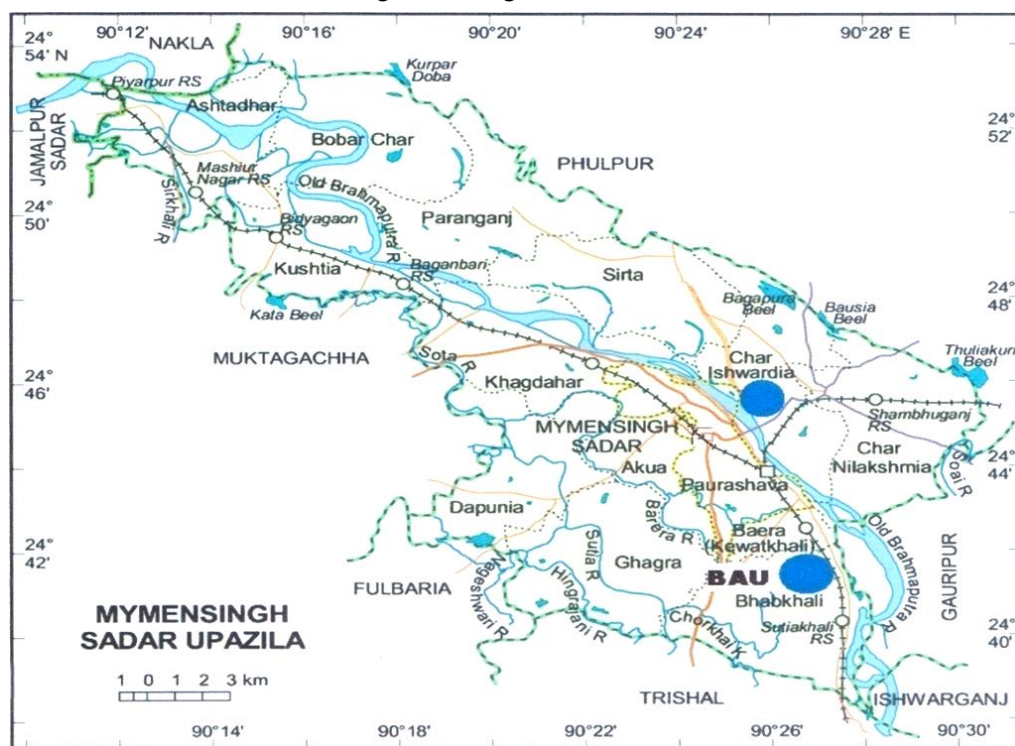 90°12'
90°16'
90°20'
90°24'
90°28' E
24°
54' N
NAKLA
Kurpar
Doba
Piyarpur RS
Ashtadhar
24°
52'
JAMALPUR
SADAR
Bobar Char
PHULPUR
Mashiur
Nagar RS
Old Brahmaputra R
24°
50'
Sirkhali R
Bidyagaon
RS
Paranganj
Kushtia
Baganbari
RS
Sirta
24°
48'
Kata Beel
Bagapura
Beel
Bausia
Beel
MUKTAGACHHA
Sota R
Char
Ishwardia
Thuliakuri
Beel
24°
46'
Khagdahar
Shambhuganj
RS
MYMENSINGH
SADAR
Char
Nilakshmia
Soai R
24°
44'
Akua
Paurashava
Dapunia
Barera R
Baera
(Kewatkhali)
Old Brahmaputra R
24°
42'
Nageshwari R
Sutia R
Ghagra
BAU
GAURIPUR
FULBARIA
Hingralani R
Bhabkhali
MYMENSINGH
SADAR UPAZILA
Chorkhai K
Sutiakhali
RS
24°
40'
1 0 1 2 3 km
TRISHAL
ISHWARGANJ
90°14'
90°18'
90°22'
90°26'
90°30'